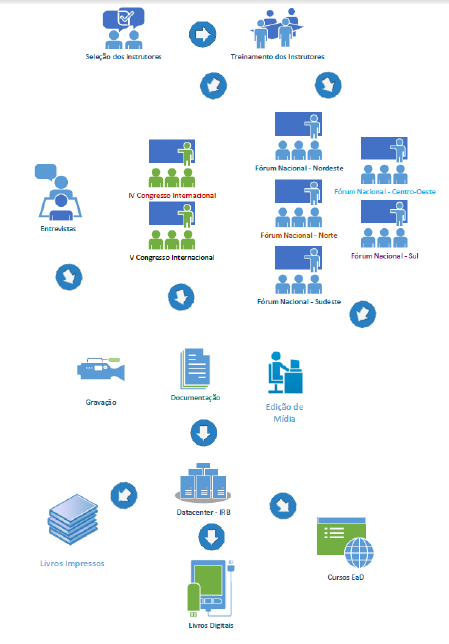 Seleção dos Instrutores
Treinamento dos Instrutores
Fórum Nacional - Nordeste
IV Congresso Internacional
Fórum Nacional - Centro-Oeste
Entrevistas
Fórum Nacional - Norte
V Congresso Internacional
Fórum Nacional - Sul
Fórum Nacional - Sudeste
Gravação
Documentação
Edição de
Mídia
Datacenter - IRB
Livros Impressos
Cursos EaD
Livros Digitais